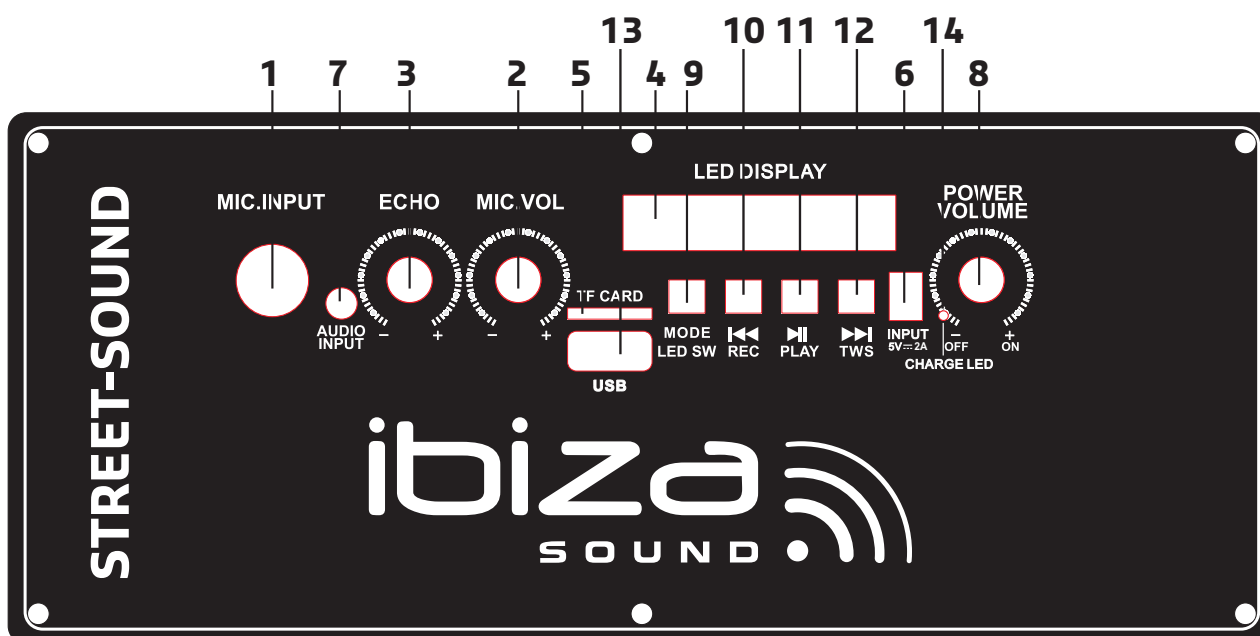 13 10 11 12 14
1 7 3 2 5 4 9 6 8
LED DISPLAY
MIC.INPUT ECHO MIC.VOL
POWER
VOLUME
TF CARD
AUDIO
INPUT
- + - +
MODE
LED SW
REC
PLAY
TWS
INPUT
5V⎓2A
- +
OFF ON
CHARGE LED
USB
STREET-SOUND
ibiza
SOUND